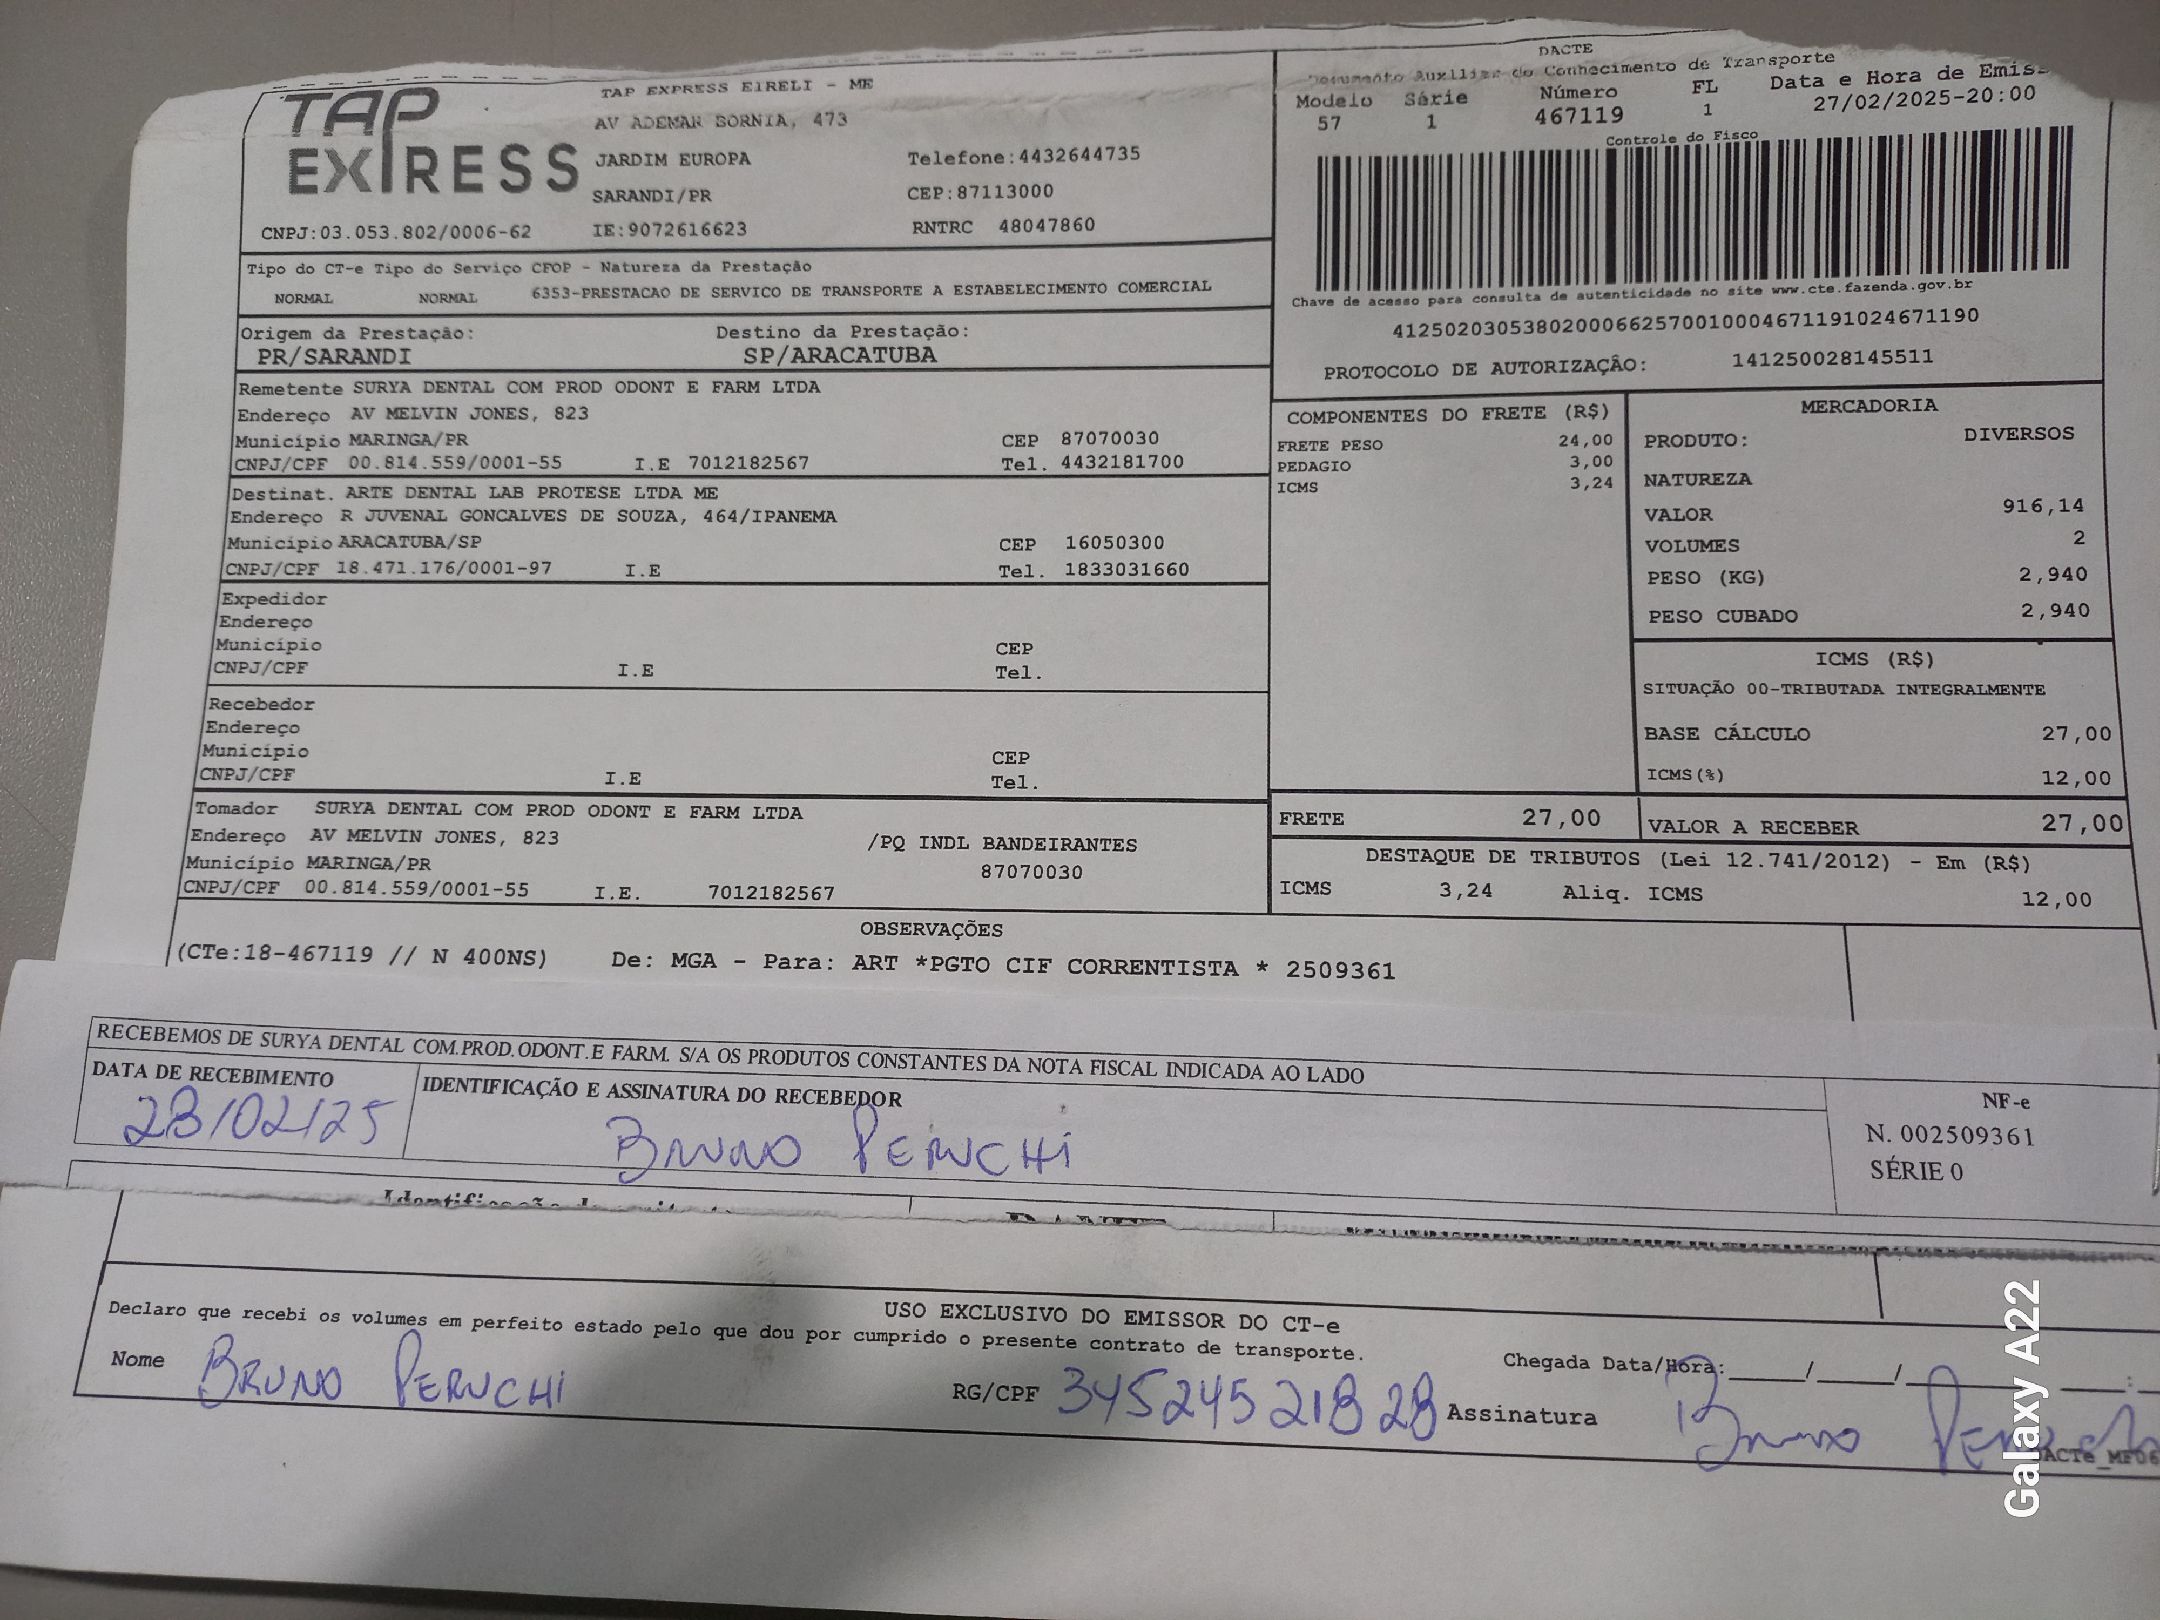 TAP EXPRESS
TAP EXPRESS EIRELI - ME
AV ADEMAR BORNIA, 473
JARDIM EUROPA Telefone:4432644735
SARANDI/PR CEP:87113000
CNPJ:03.053.802/0006-62 IE:9072616623 RNTRC 48047860
DACTE
Documento Auxiliar do Conhecimento de Transporte
Modelo Série Número FL Data e Hora de Emis
57 1 467119 1 27/02/2025-20:00
Controle do Fisco
Chave de acesso para consulta de autenticidade no site www.cte.fazenda.gov.br
41250203053802000662570010004671191024671190
PROTOCOLO DE AUTORIZAÇÃO: 141250028145511
Tipo do CT-e Tipo do Serviço CFOP - Natureza da Prestação
NORMAL NORMAL 6353-PRESTACAO DE SERVICO DE TRANSPORTE A ESTABELECIMENTO COMERCIAL
Origem da Prestação: Destino da Prestação:
PR/SARANDI SP/ARACATUBA
Remetente SURYA DENTAL COM PROD ODONT E FARM LTDA
Endereço AV MELVIN JONES, 823
Município MARINGA/PR CEP 87070030
CNPJ/CPF 00.814.559/0001-55 I.E 7012182567 Tel. 4432181700
Destinat. ARTE DENTAL LAB PROTESE LTDA ME
Endereço R JUVENAL GONCALVES DE SOUZA, 464/IPANEMA
Município ARACATUBA/SP CEP 16050300
CNPJ/CPF 18.471.176/0001-97 I.E Tel. 1833031660
Expedidor
Endereço
Município CEP
CNPJ/CPF I.E Tel.
Recebedor
Endereço
Município CEP
CNPJ/CPF I.E Tel.
Tomador SURYA DENTAL COM PROD ODONT E FARM LTDA
Endereço AV MELVIN JONES, 823 /PQ INDL BANDEIRANTES
Município MARINGA/PR 87070030
CNPJ/CPF 00.814.559/0001-55 I.E. 7012182567
COMPONENTES DO FRETE (R$)
FRETE PESO 24,00
PEDAGIO 3,00
ICMS 3,24
MERCADORIA
PRODUTO: DIVERSOS
NATUREZA
VALOR 916,14
VOLUMES 2
PESO (KG) 2,940
PESO CUBADO 2,940
ICMS (R$)
SITUAÇÃO 00-TRIBUTADA INTEGRALMENTE
BASE CÁLCULO 27,00
ICMS(%) 12,00
FRETE 27,00 VALOR A RECEBER 27,00
DESTAQUE DE TRIBUTOS (Lei 12.741/2012) - Em (R$)
ICMS 3,24 Aliq. ICMS 12,00
OBSERVAÇÕES
(CTe:18-467119 // N 400NS) De: MGA - Para: ART *PGTO CIF CORRENTISTA * 2509361
RECEBEMOS DE SURYA DENTAL COM.PROD.ODONT.E FARM. S/A OS PRODUTOS CONSTANTES DA NOTA FISCAL INDICADA AO LADO
DATA DE RECEBIMENTO IDENTIFICAÇÃO E ASSINATURA DO RECEBEDOR
28/02/25 BRUNO PERUCHI
NF-e
N. 002509361
SÉRIE 0
USO EXCLUSIVO DO EMISSOR DO CT-e
Declaro que recebi os volumes em perfeito estado pelo que dou por cumprido o presente contrato de transporte.
Nome BRUNO PERUCHI RG/CPF 34524521828 Assinatura Bruno Peruchi
Chegada Data/Hora:_____/_____/_____ _____:
DACTe_MF06
Galaxy A22